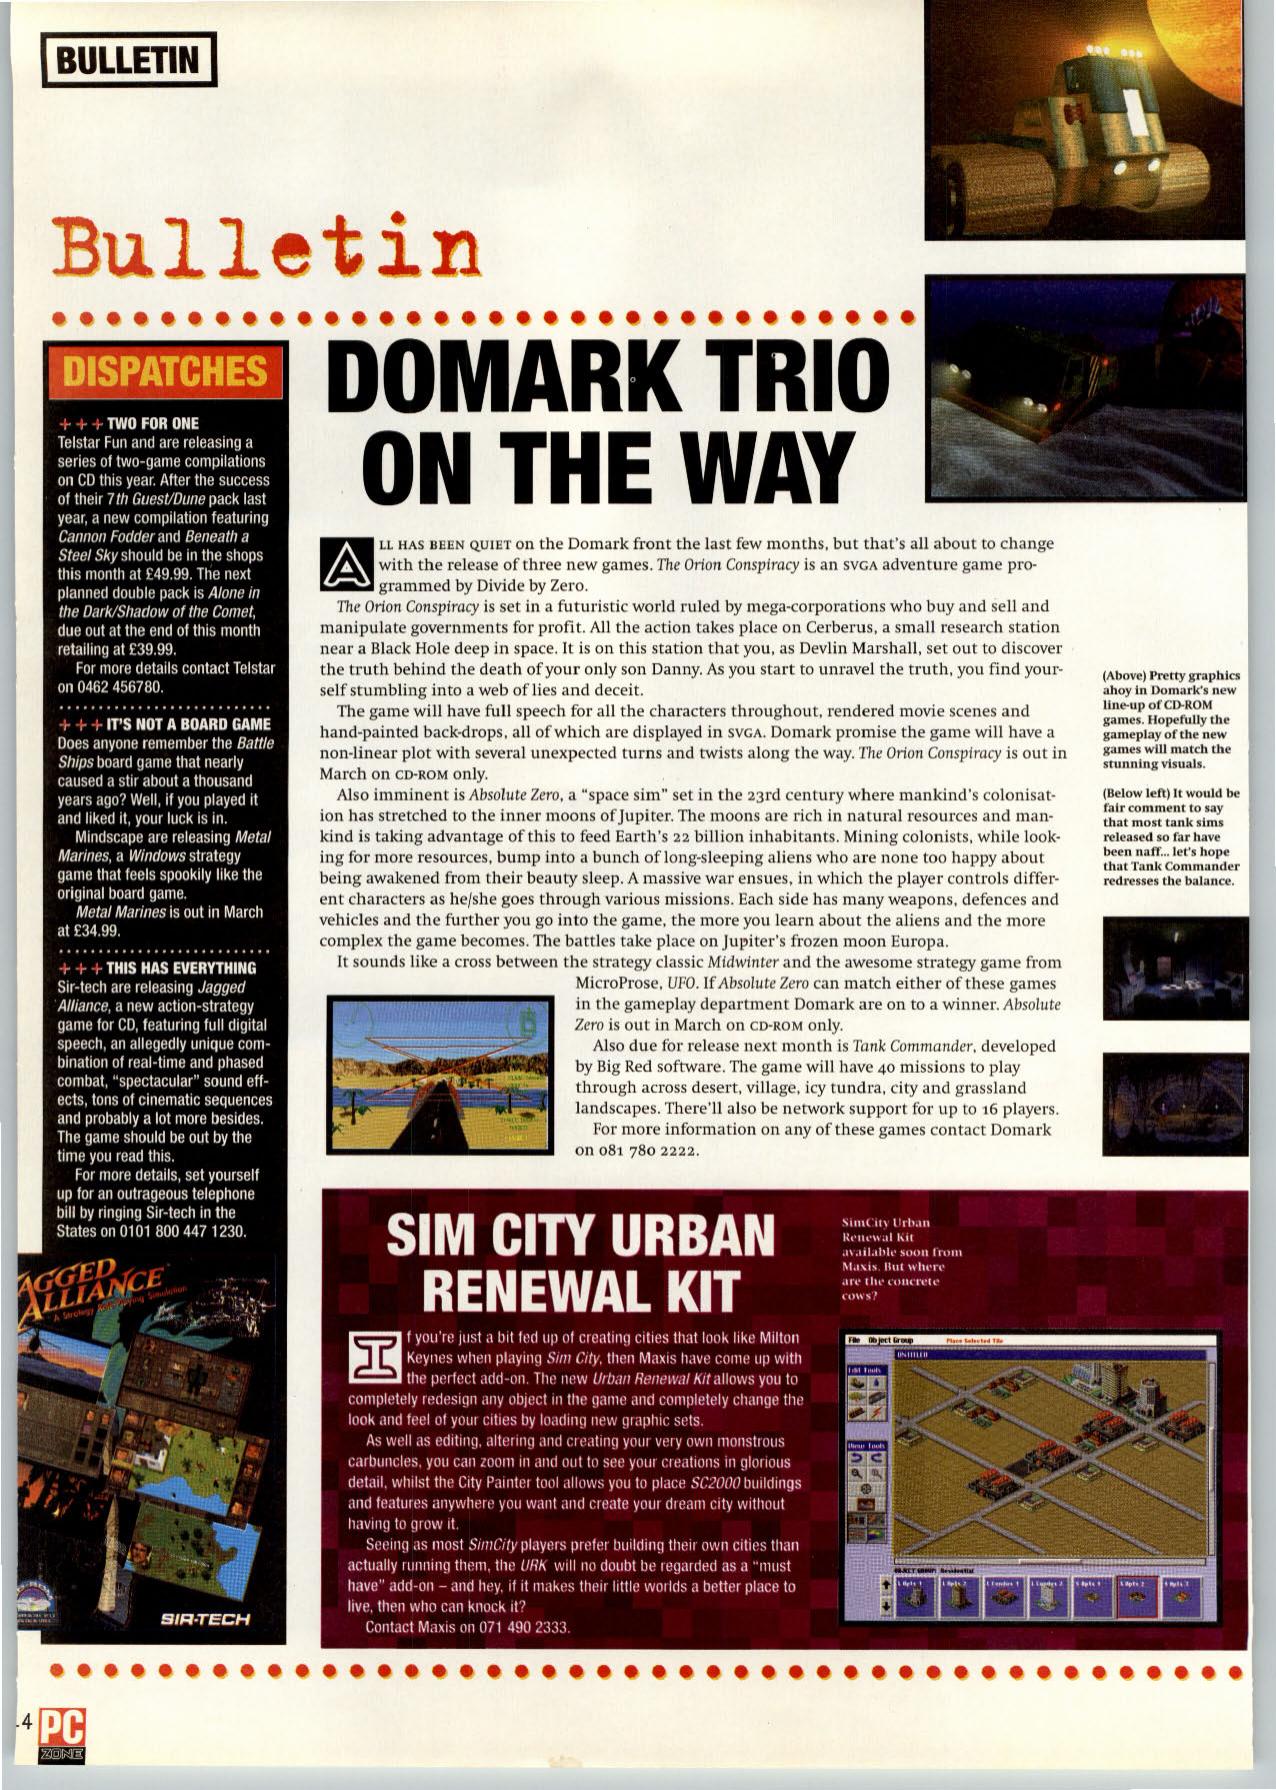 BULLETIN
Bulletin
DISPATCHES
+ + + TWO FOR ONE
Telstar Fun and are releasing a
series of two-game compilations
on CD this year. After the success
of their 7th Guest/Dune pack last
year, a new compilation featuring
Cannon Fodder and Beneath a
Steel Sky should be in the shops
this month at £49.99. The next
planned double pack is Alone in
the Dark/Shadow of the Comet,
due out at the end of this month
retailing at £39.99.
For more details contact Telstar
on 0462 456780.
+ + + IT'S NOT A BOARD GAME
Does anyone remember the Battle
Ships board game that nearly
caused a stir about a thousand
years ago? Well, if you played it
and liked it, your luck is in.
Mindscape are releasing Metal
Marines, a Windows strategy
game that feels spookily like the
original board game.
Metal Marines is out in March
at £34.99.
+ + + THIS HAS EVERYTHING
Sir-tech are releasing Jagged
Alliance, a new action-strategy
game for CD, featuring full digital
speech, an allegedly unique com-
bination of real-time and phased
combat, "spectacular" sound eff-
ects, tons of cinematic sequences
and probably a lot more besides.
The game should be out by the
time you read this.
For more details, set yourself
up for an outrageous telephone
bill by ringing Sir-tech in the
States on 0101 800 447 1230.
AGGED
ALLIANCE
A Strategy Role-Playing Simulation
SIR-TECH
DOMARK TRIO
ON THE WAY
ALL HAS BEEN QUIET on the Domark front the last few months, but that's all about to change
with the release of three new games. The Orion Conspiracy is an SVGA adventure game pro-
grammed by Divide by Zero.
The Orion Conspiracy is set in a futuristic world ruled by mega-corporations who buy and sell and
manipulate governments for profit. All the action takes place on Cerberus, a small research station
near a Black Hole deep in space. It is on this station that you, as Devlin Marshall, set out to discover
the truth behind the death of your only son Danny. As you start to unravel the truth, you find your-
self stumbling into a web of lies and deceit.
The game will have full speech for all the characters throughout, rendered movie scenes and
hand-painted back-drops, all of which are displayed in SVGA. Domark promise the game will have a
non-linear plot with several unexpected turns and twists along the way. The Orion Conspiracy is out in
March on CD-ROM only.
Also imminent is Absolute Zero, a "space sim" set in the 23rd century where mankind's colonisat-
ion has stretched to the inner moons of Jupiter. The moons are rich in natural resources and man-
kind is taking advantage of this to feed Earth's 22 billion inhabitants. Mining colonists, while look-
ing for more resources, bump into a bunch of long-sleeping aliens who are none too happy about
being awakened from their beauty sleep. A massive war ensues, in which the player controls differ-
ent characters as he/she goes through various missions. Each side has many weapons, defences and
vehicles and the further you go into the game, the more you learn about the aliens and the more
complex the game becomes. The battles take place on Jupiter's frozen moon Europa.
It sounds like a cross between the strategy classic Midwinter and the awesome strategy game from
MicroProse, UFO. If Absolute Zero can match either of these games
in the gameplay department Domark are on to a winner. Absolute
Zero is out in March on CD-ROM only.
Also due for release next month is Tank Commander, developed
by Big Red software. The game will have 40 missions to play
through across desert, village, icy tundra, city and grassland
landscapes. There'll also be network support for up to 16 players.
For more information on any of these games contact Domark
on 081 780 2222.
(Above) Pretty graphics
ahoy in Domark's new
line-up of CD-ROM
games. Hopefully the
gameplay of the new
games will match the
stunning visuals.
(Below left) It would be
fair comment to say
that most tank sims
released so far have
been naff... let's hope
that Tank Commander
redresses the balance.
SIM CITY URBAN
RENEWAL KIT
If you're just a bit fed up of creating cities that look like Milton
Keynes when playing Sim City, then Maxis have come up with
the perfect add-on. The new Urban Renewal Kit allows you to
completely redesign any object in the game and completely change the
look and feel of your cities by loading new graphic sets.
As well as editing, altering and creating your very own monstrous
carbuncles, you can zoom in and out to see your creations in glorious
detail, whilst the City Painter tool allows you to place SC2000 buildings
and features anywhere you want and create your dream city without
having to grow it.
Seeing as most SimCity players prefer building their own cities than
actually running them, the URK will no doubt be regarded as a "must
have" add-on – and hey, if it makes their little worlds a better place to
live, then who can knock it?
Contact Maxis on 071 490 2333.
SimCity Urban
Renewal Kit
available soon from
Maxis. But where
are the concrete
cows?
File Object Group Place Selected Tile
UNTITLED
Edit Tools
View Tools
OBJECT GROUP: Residential
4 PC
ZONE